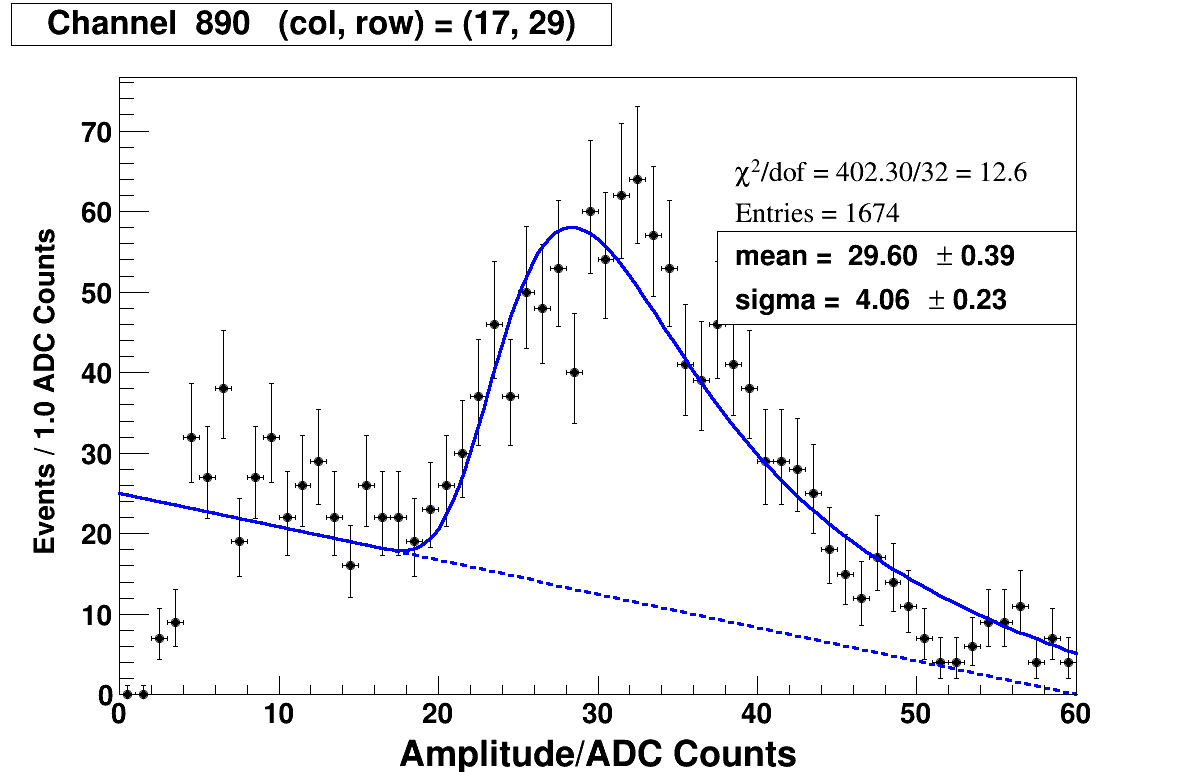 Channel 890 (col, row) = (17, 29)
70
60
50
40
30
20
10
0
Events / 1.0 ADC Counts
χ²/dof = 402.30/32 = 12.6
Entries = 1674
mean = 29.60 ± 0.39
sigma = 4.06 ± 0.23
0 10 20 30 40 50 60
Amplitude/ADC Counts